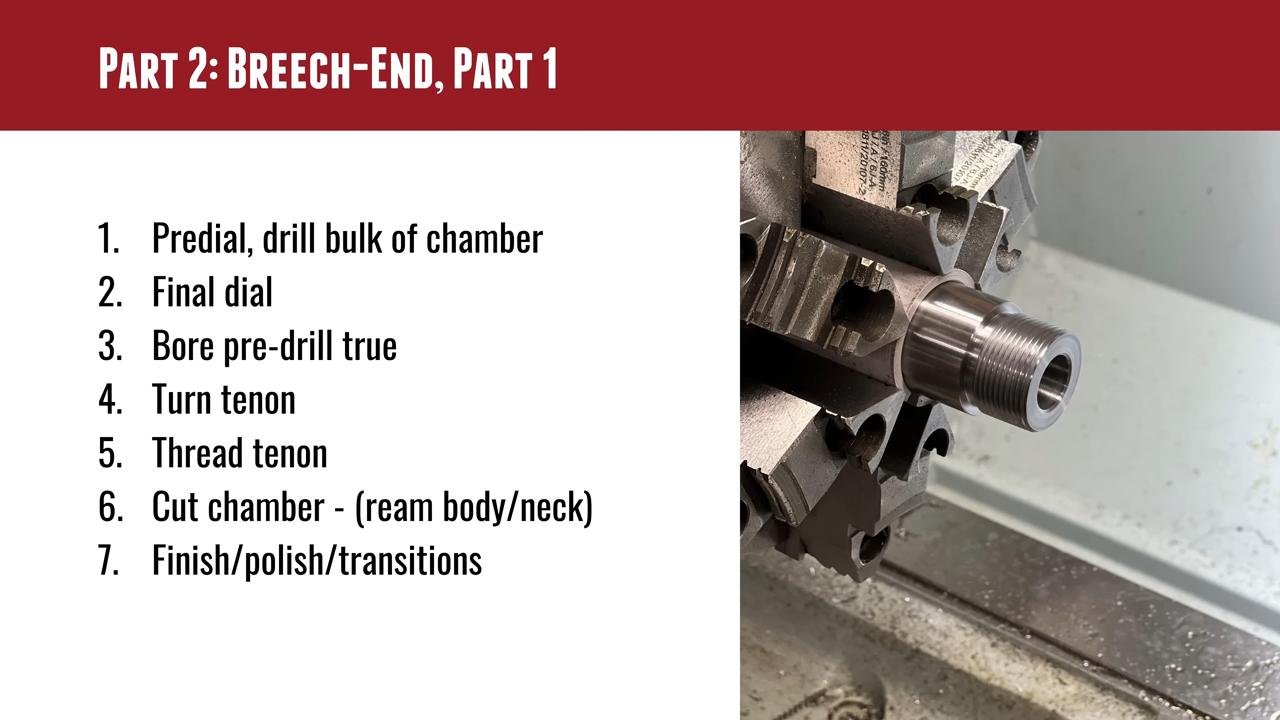 Part 2: Breech-End, Part 1
1. Predial, drill bulk of chamber
2. Final dial
3. Bore pre-drill true
4. Turn tenon
5. Thread tenon
6. Cut chamber - (ream body/neck)
7. Finish/polish/transitions